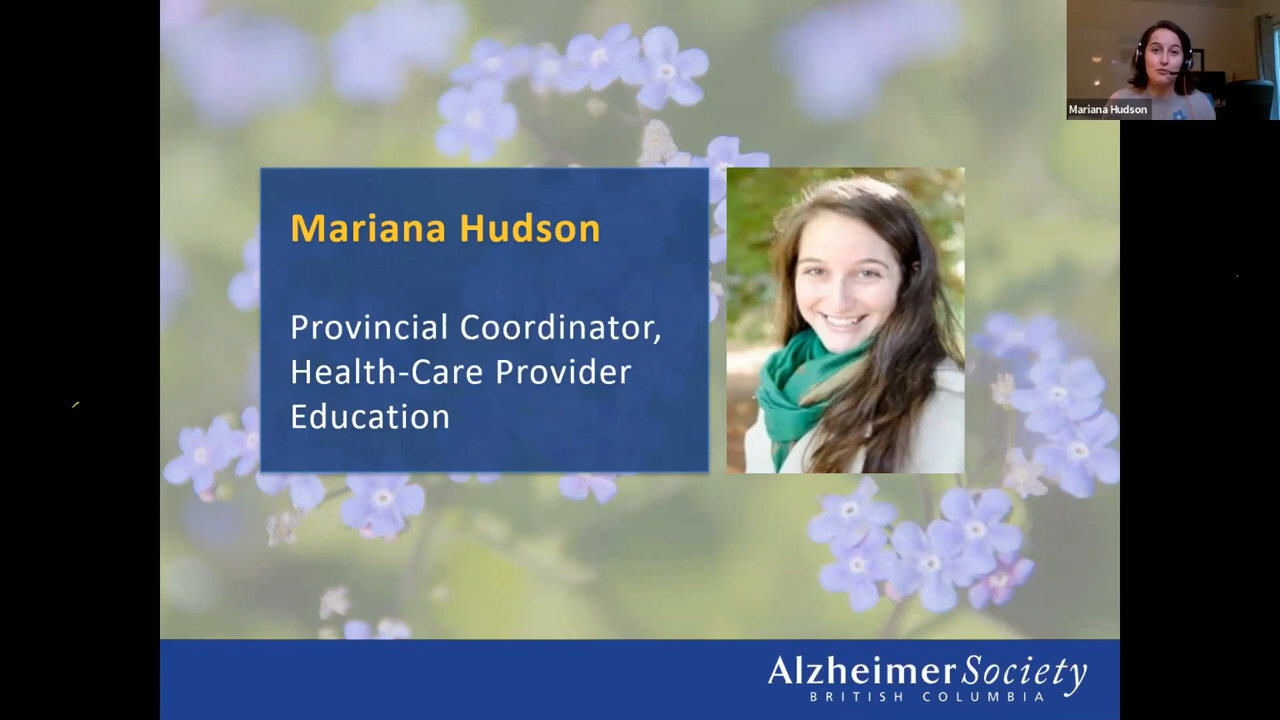 Mariana Hudson
Mariana Hudson
Provincial Coordinator,
Health-Care Provider
Education
Alzheimer Society
BRITISH COLUMBIA